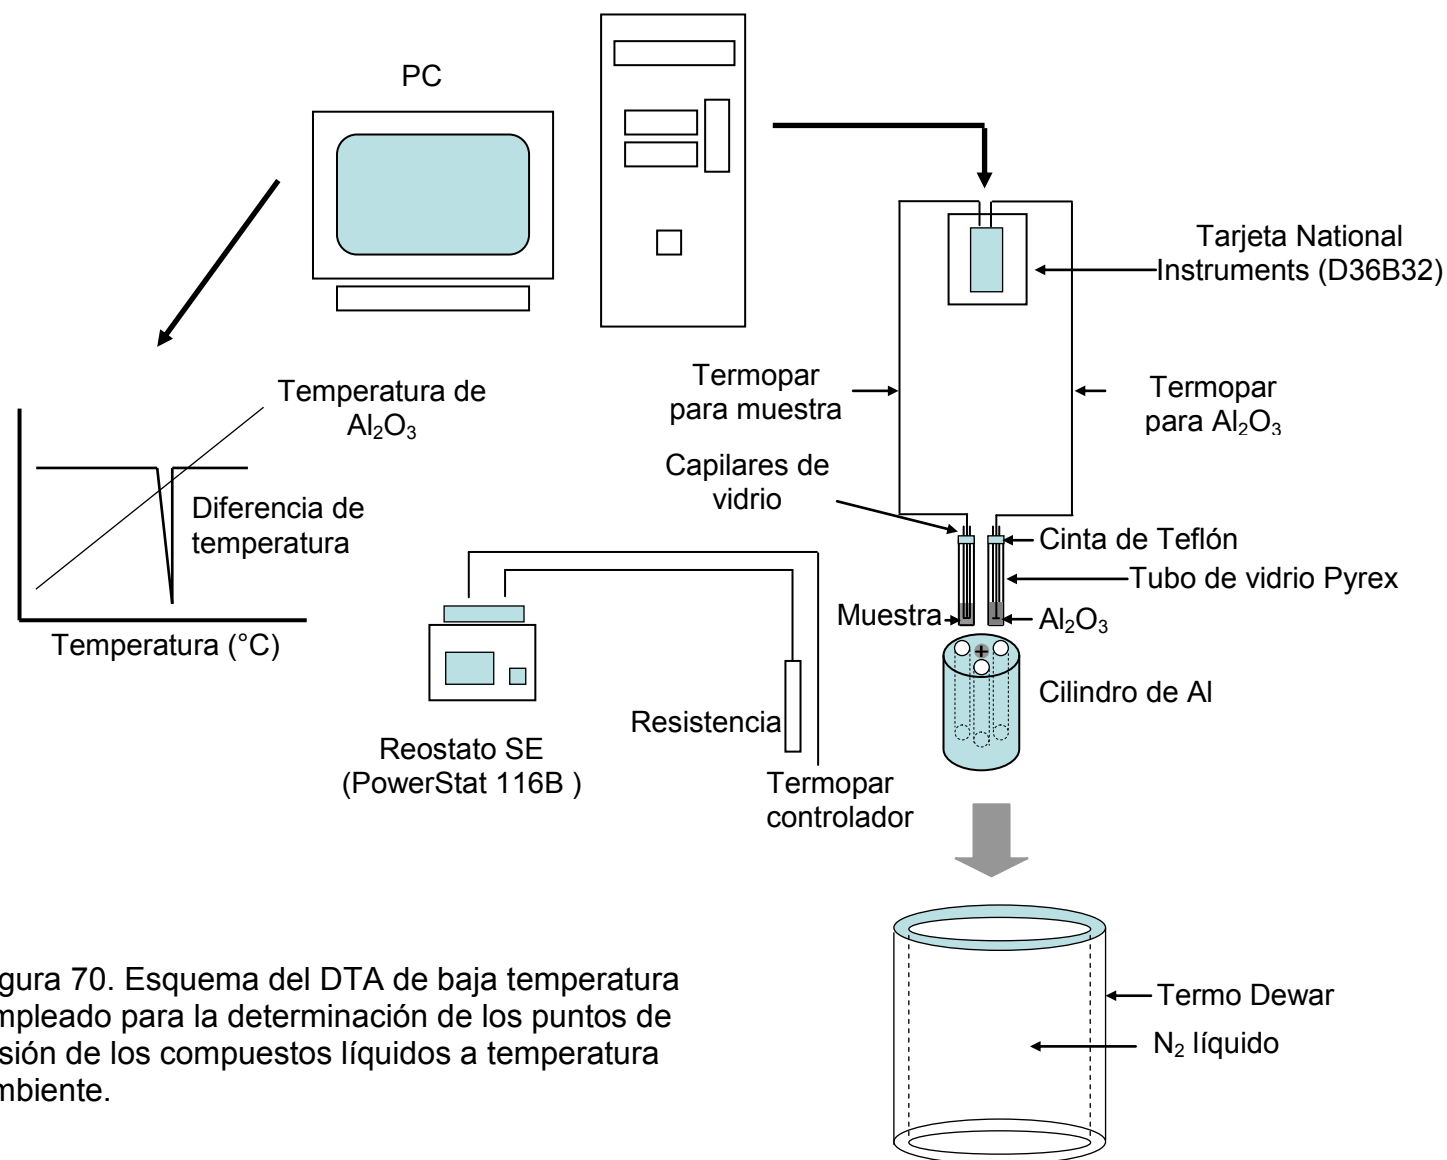 PC
Tarjeta National
Instruments (D36B32)
Termopar
para muestra
Termopar
para Al₂O₃
Temperatura de
Al₂O₃
Capilares de
vidrio
Diferencia de
temperatura
Cinta de Teflón
Tubo de vidrio Pyrex
Muestra
Al₂O₃
Temperatura (°C)
Cilindro de Al
Resistencia
Reostato SE
(PowerStat 116B )
Termopar
controlador
gura 70. Esquema del DTA de baja temperatura
mpleado para la determinación de los puntos de
sión de los compuestos líquidos a temperatura
mbiente.
Termo Dewar
N₂ líquido